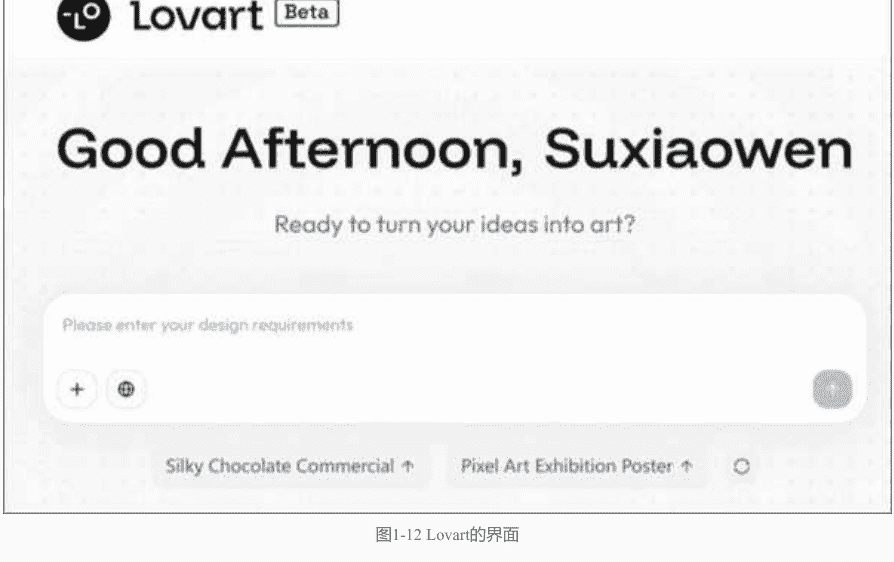 Lovart Beta
Good Afternoon, Suxiaowen
Ready to turn your ideas into art?
Please enter your design requirements
Silky Chocolate Commercial ↑ Pixel Art Exhibition Poster ↑
图1-12 Lovart的界面